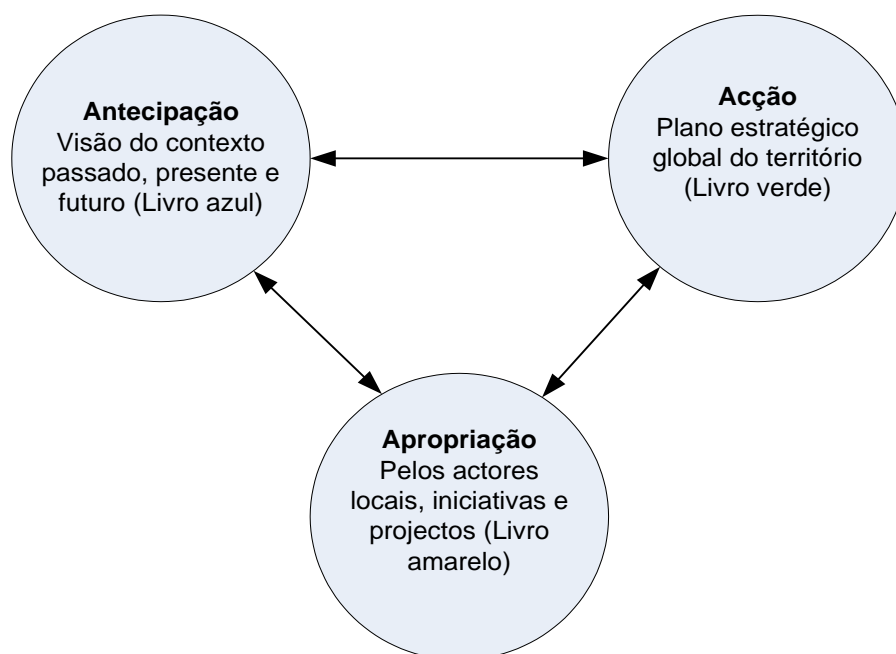 Antecipação
Visão do contexto
passado, presente e
futuro (Livro azul)
Acção
Plano estratégico
global do território
(Livro verde)
Apropriação
Pelos actores
locais, iniciativas e
projectos (Livro
amarelo)